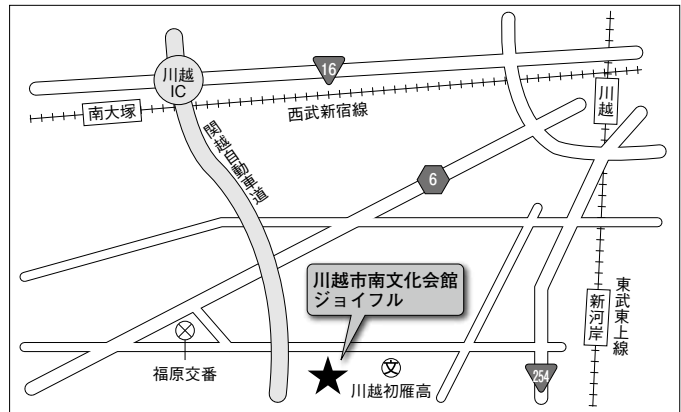 川越
IC
16
川越
南大塚
西武新宿線
関越自動車道
6
川越市南文化会館
ジョイフル
東武東上線
新河岸
福原交番
文
川越初雁高
254